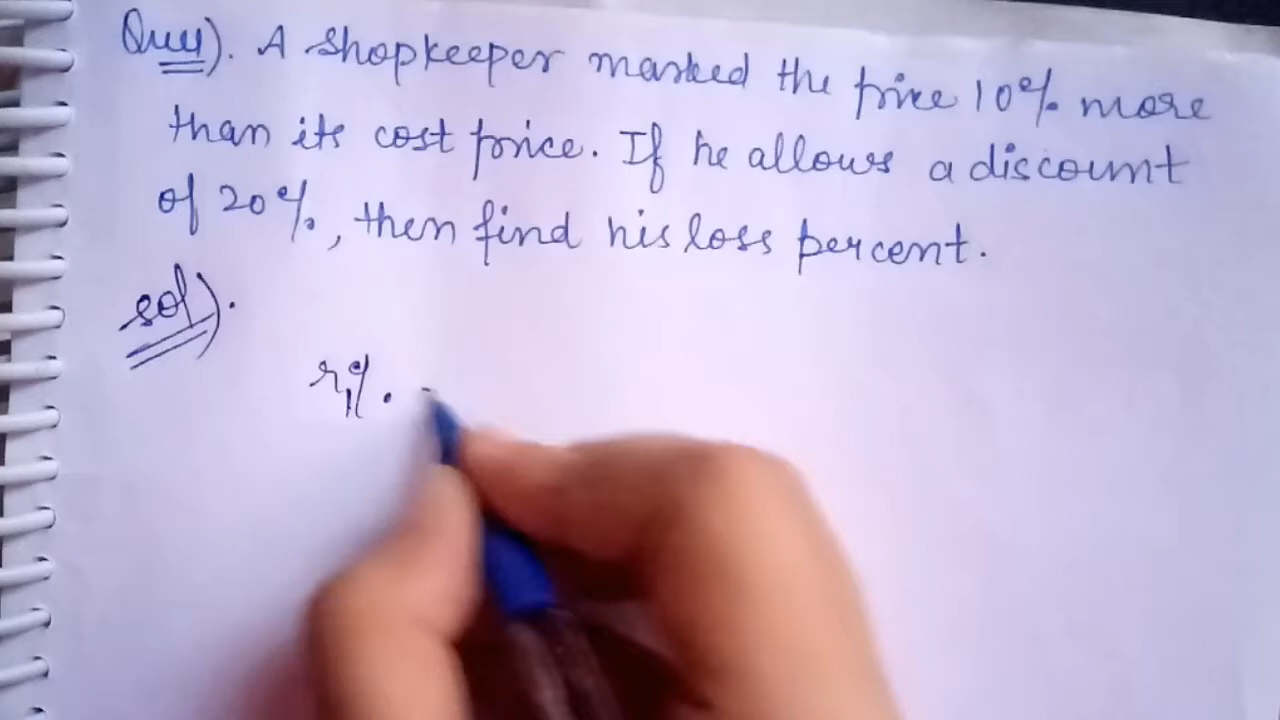 Ques). A shopkeeper marked the price 10% more
than its cost price. If he allows a discount
of 20%, then find his loss percent.
sol).
r₁%.